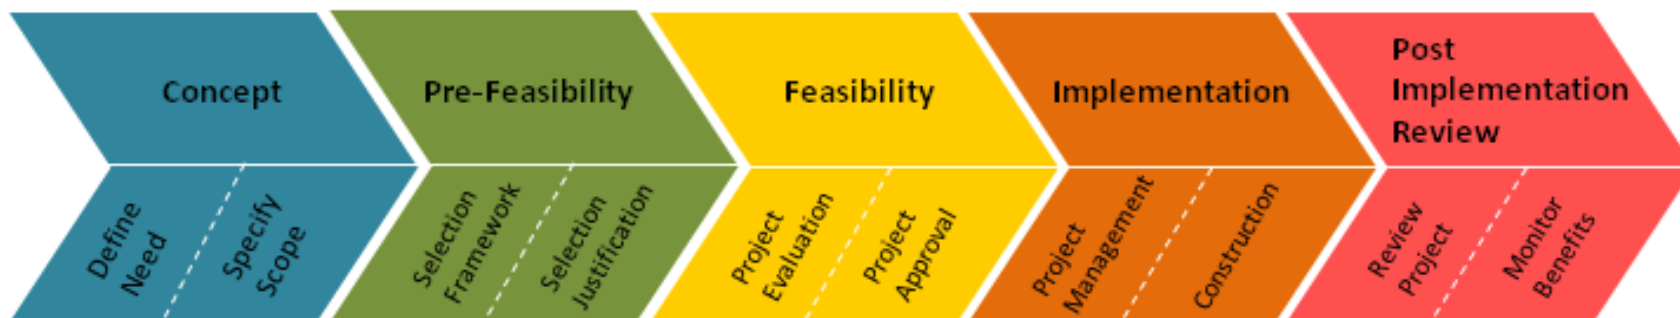 Concept
Define
Need
Specify
Scope
Pre-Feasibility
Selection
Framework
Selection
Justification
Feasibility
Project
Evaluation
Project
Approval
Implementation
Project
Management
Construction
Post
Implementation
Review
Review
Project
Monitor
Benefits